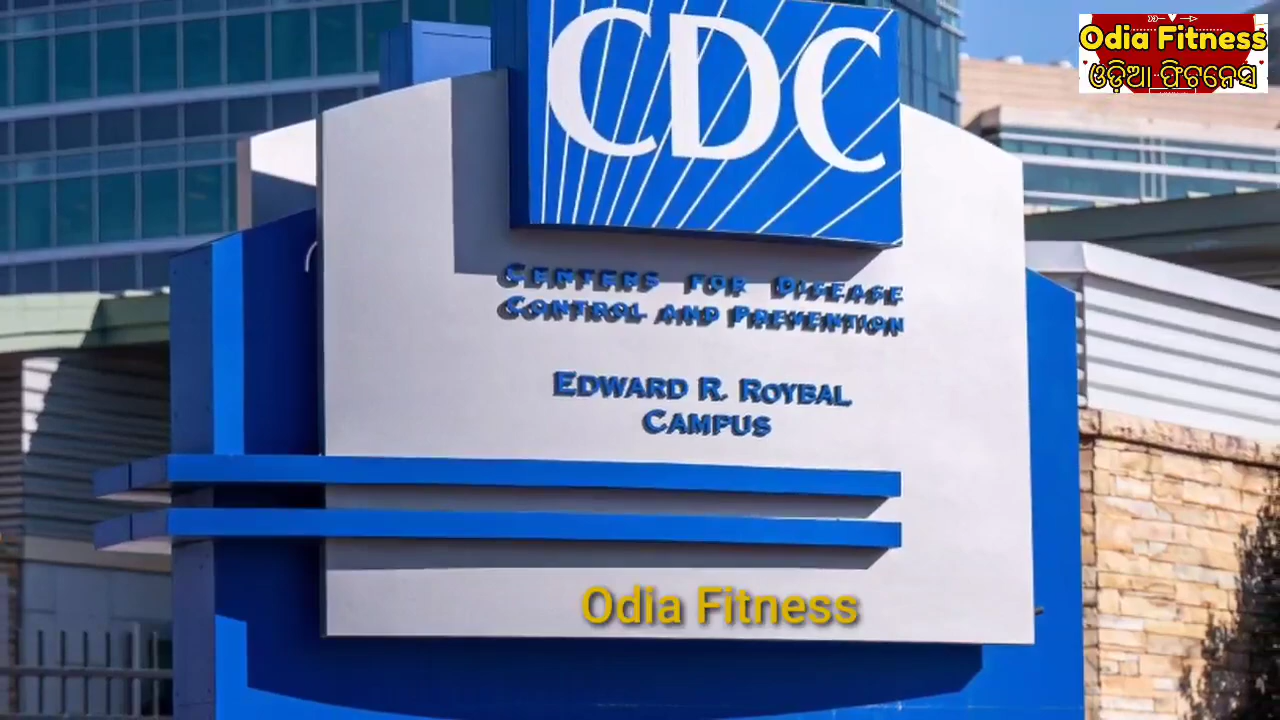 CDC
Odia Fitness
ଓଡ଼ିଆ ଫିଟନେସ
CENTERS FOR DISEASE
CONTROL AND PREVENTION
EDWARD R. ROYBAL
CAMPUS
Odia Fitness